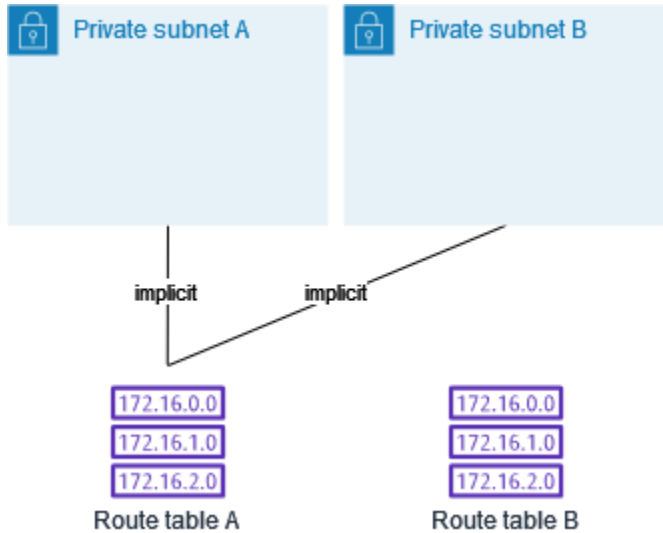 Private subnet A
Private subnet B
implicit
implicit
172.16.0.0
172.16.1.0
172.16.2.0
Route table A
172.16.0.0
172.16.1.0
172.16.2.0
Route table B